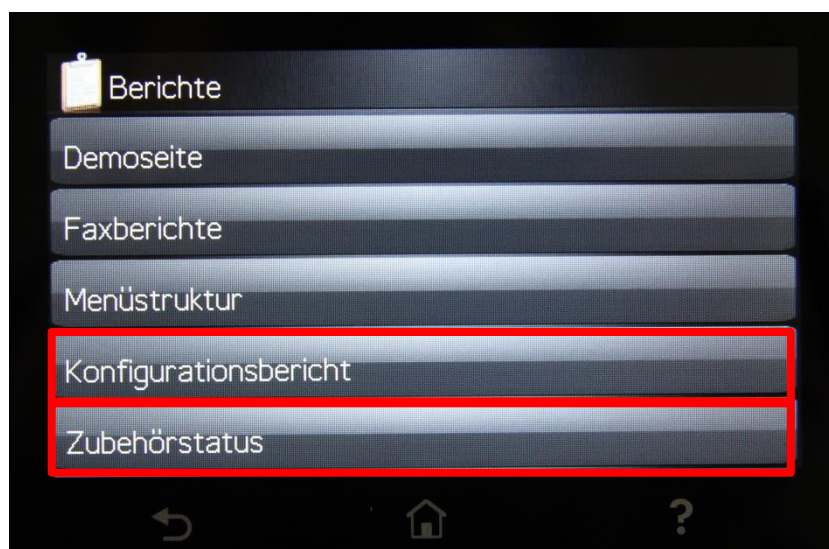 Berichte
Demoseite
Faxberichte
Menüstruktur
Konfigurationsbericht
Zubehörstatus
?